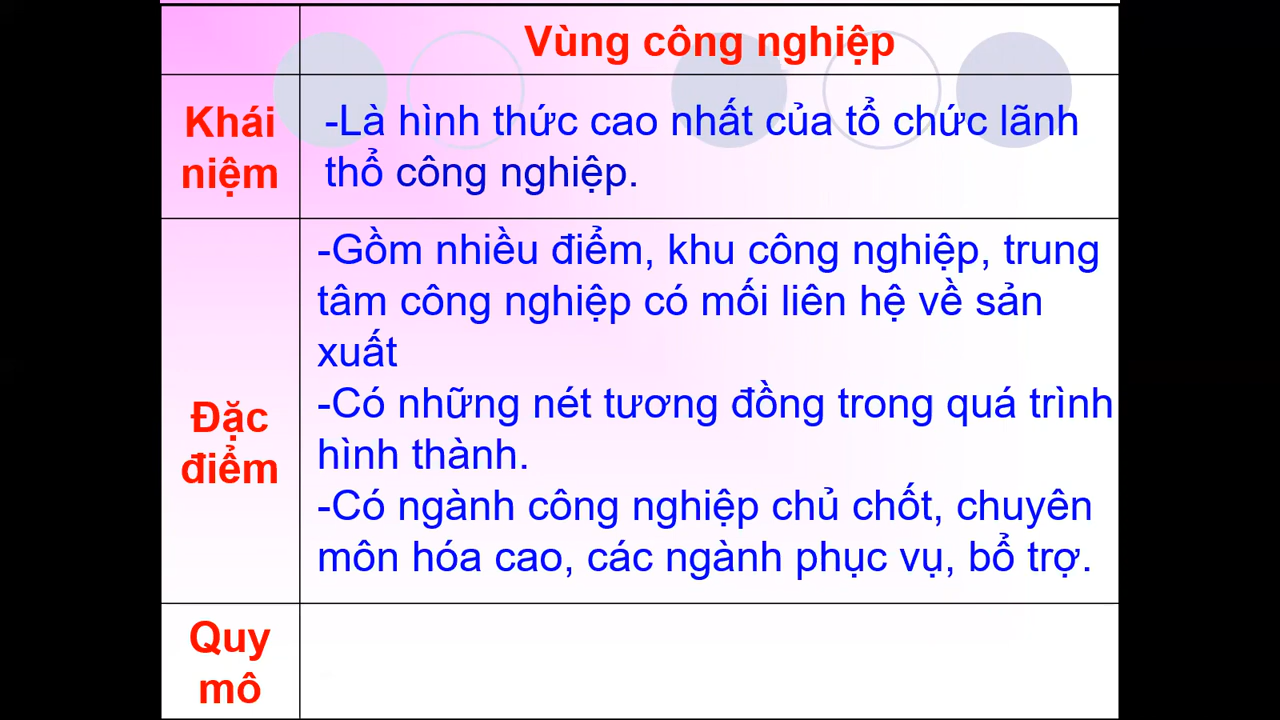 Vùng công nghiệp
Khái
niệm
-Là hình thức cao nhất của tổ chức lãnh
thổ công nghiệp.
Đặc
điểm
-Gồm nhiều điểm, khu công nghiệp, trung
tâm công nghiệp có mối liên hệ về sản
xuất
-Có những nét tương đồng trong quá trình
hình thành.
-Có ngành công nghiệp chủ chốt, chuyên
môn hóa cao, các ngành phục vụ, bổ trợ.
Quy
mô